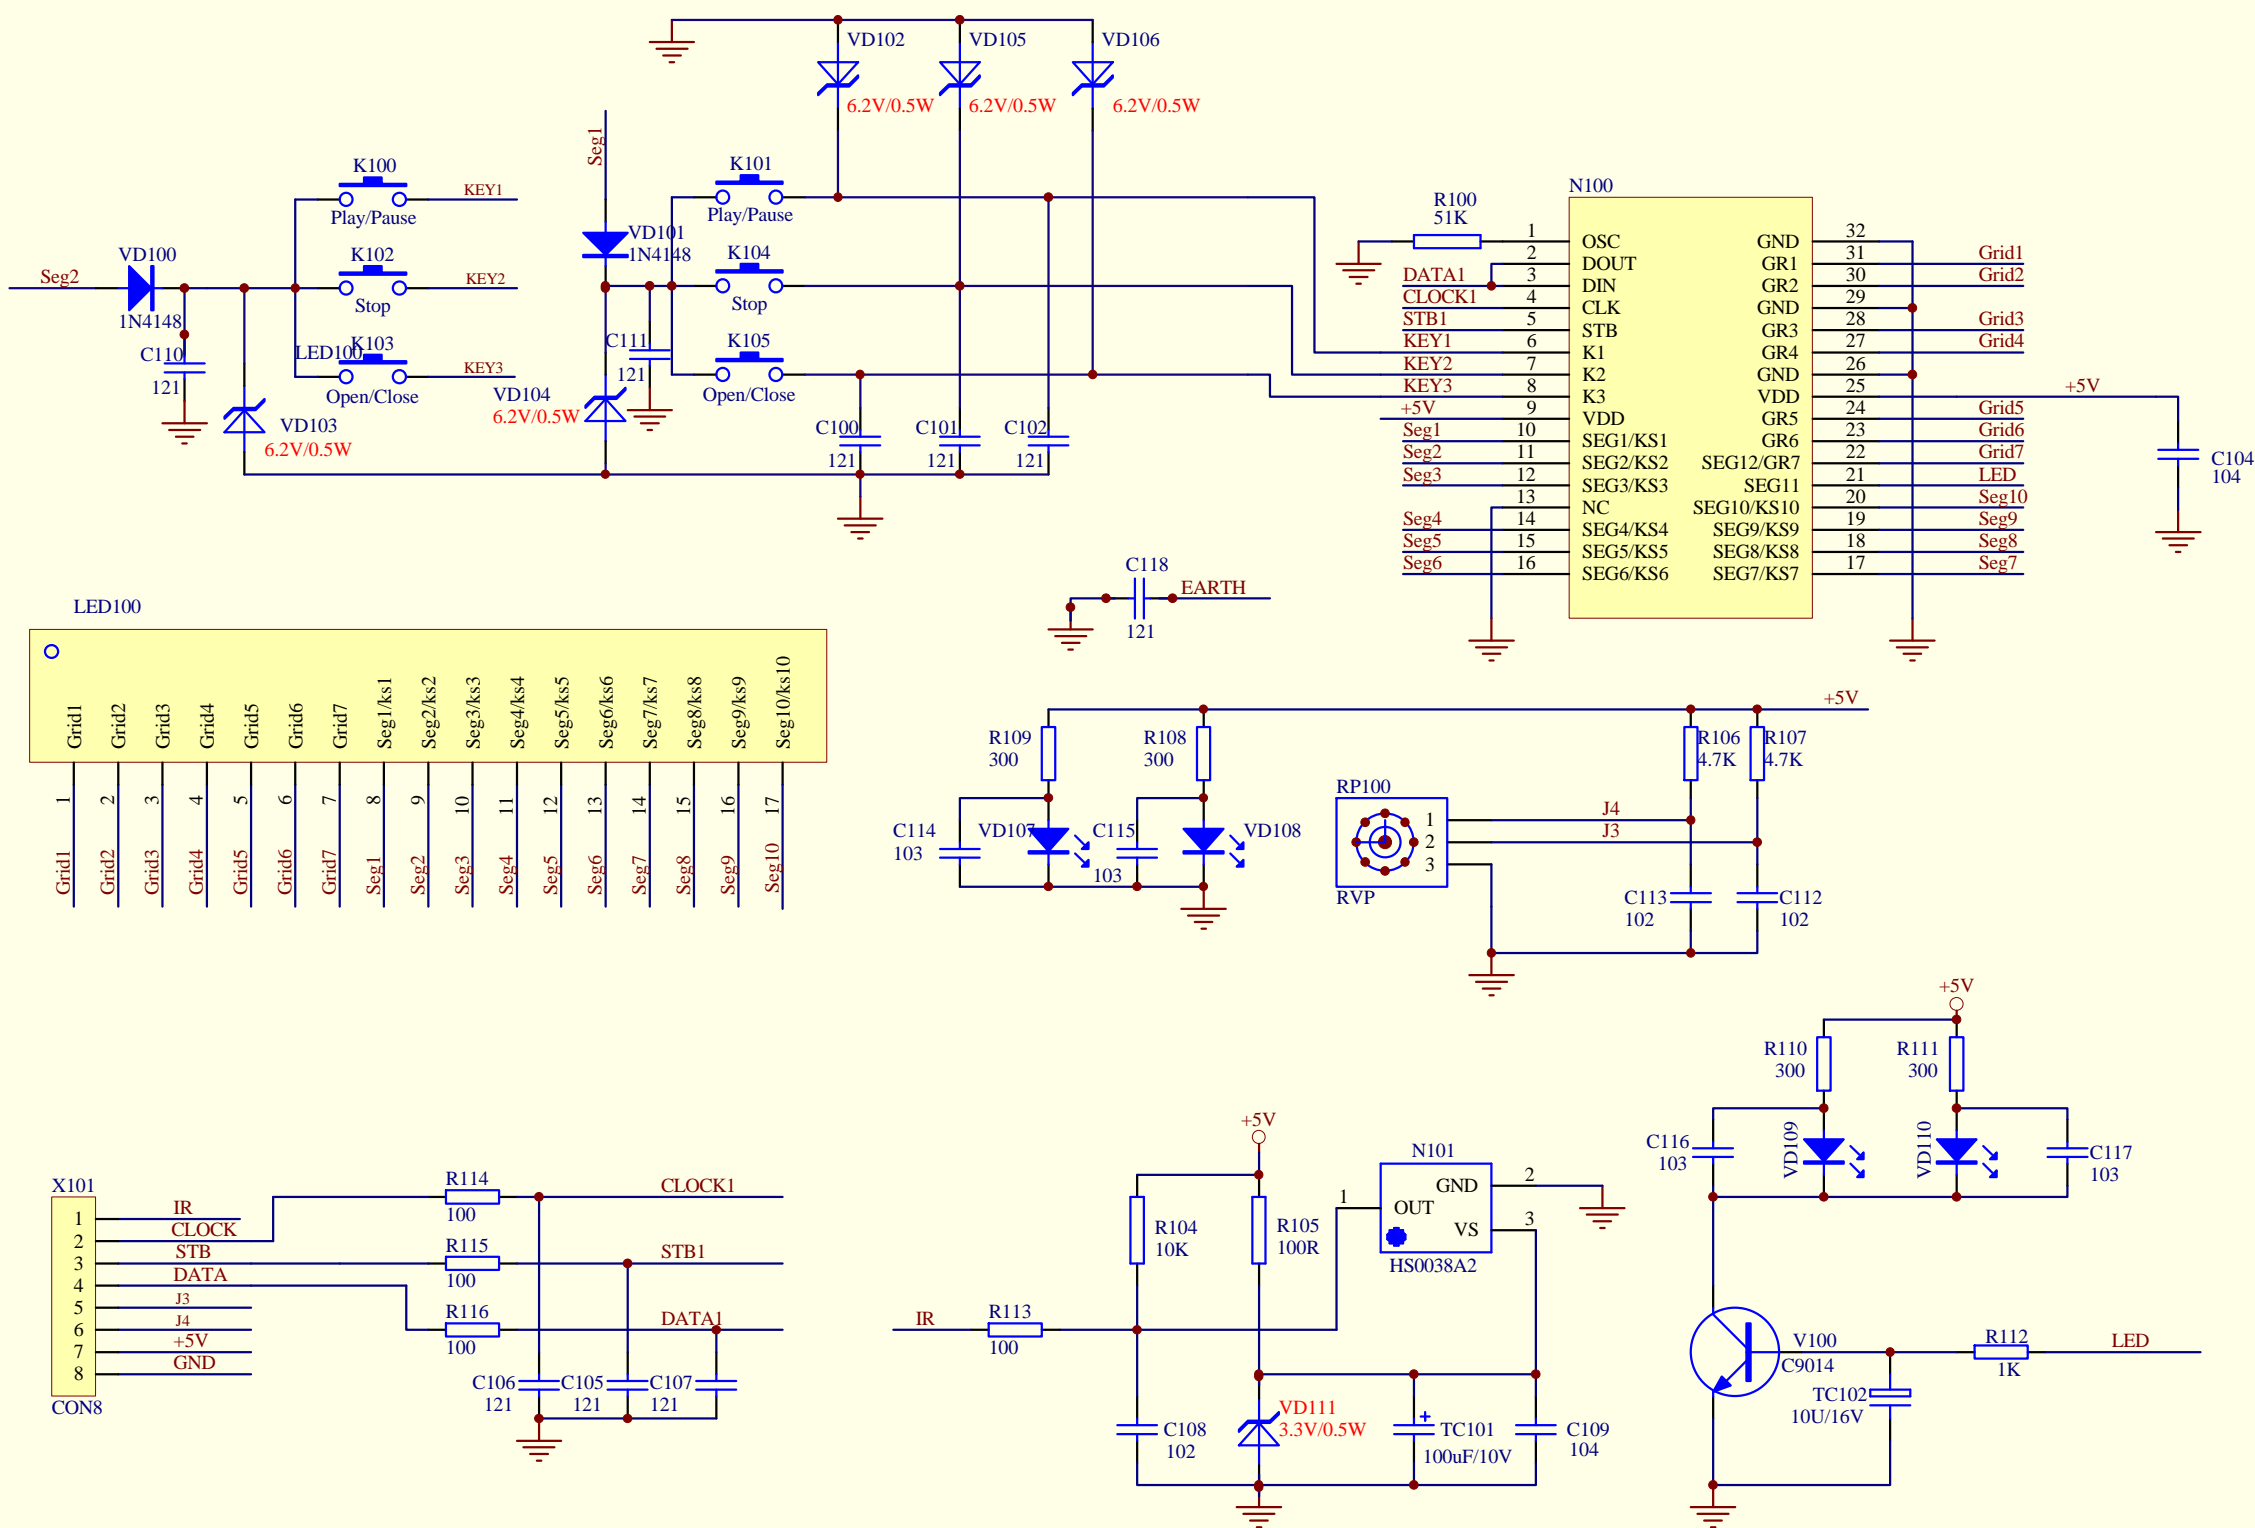 VD102
6.2V/0.5W
VD105
6.2V/0.5W
VD106
6.2V/0.5W
Seg2
VD100
1N4148
C110
121
VD103
6.2V/0.5W
K100
Play/Pause
KEY1
K102
Stop
KEY2
LED100
K103
Open/Close
KEY3
Seg1
VD101
1N4148
C111
121
VD104
6.2V/0.5W
K101
Play/Pause
K104
Stop
K105
Open/Close
C100
121
C101
121
C102
121
R100
51K
N100
DATA1
CLOCK1
STB1
KEY1
KEY2
KEY3
+5V
Seg1
Seg2
Seg3
Seg4
Seg5
Seg6
1 OSC
2 DOUT
3 DIN
4 CLK
5 STB
6 K1
7 K2
8 K3
9 VDD
10 SEG1/KS1
11 SEG2/KS2
12 SEG3/KS3
13 NC
14 SEG4/KS4
15 SEG5/KS5
16 SEG6/KS6
GND 32
GR1 31 Grid1
GR2 30 Grid2
GND 29
GR3 28 Grid3
GR4 27 Grid4
GND 26
VDD 25 +5V
GR5 24 Grid5
GR6 23 Grid6
SEG12/GR7 22 Grid7
SEG11 21 LED
SEG10/KS10 20 Seg10
SEG9/KS9 19 Seg9
SEG8/KS8 18 Seg8
SEG7/KS7 17 Seg7
C104
104
C118
121
EARTH
LED100
Grid1 1 Grid1
Grid2 2 Grid2
Grid3 3 Grid3
Grid4 4 Grid4
Grid5 5 Grid5
Grid6 6 Grid6
Grid7 7 Grid7
Seg1/ks1 8 Seg1
Seg2/ks2 9 Seg2
Seg3/ks3 10 Seg3
Seg4/ks4 11 Seg4
Seg5/ks5 12 Seg5
Seg6/ks6 13 Seg6
Seg7/ks7 14 Seg7
Seg8/ks8 15 Seg8
Seg9/ks9 16 Seg9
Seg10/ks10 17 Seg10
+5V
R109
300
R108
300
C114
103
VD107
C115
103
VD108
RP100
1
2
3
RVP
J4
J3
R106
4.7K
R107
4.7K
C113
102
C112
102
+5V
R110
300
R111
300
C116
103
VD109
VD110
C117
103
V100
C9014
R112
1K
LED
TC102
10U/16V
X101
1 IR
2 CLOCK
3 STB
4 DATA
5 J3
6 J4
7 +5V
8 GND
CON8
R114
100
CLOCK1
R115
100
STB1
R116
100
DATA1
C106
121
C105
121
C107
121
+5V
IR
R113
100
R104
10K
R105
100R
N101
1 OUT
GND 2
VS 3
HS0038A2
C108
102
VD111
3.3V/0.5W
+
TC101
100uF/10V
C109
104